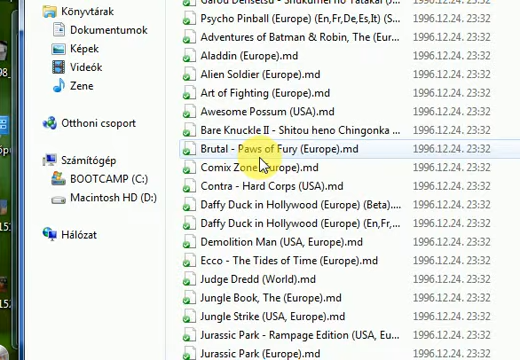 Könyvtárak
Dokumentumok
Képek
Videók
Zene
Otthoni csoport
Számítógép
BOOTCAMP (C:)
Macintosh HD (D:)
Hálózat
Psycho Pinball (Europe) (En,Fr,De,Es,It) (S... 1996.12.24. 23:32
Adventures of Batman & Robin, The (Eur... 1996.12.24. 23:32
Aladdin (Europe).md 1996.12.24. 23:32
Alien Soldier (Europe).md 1996.12.24. 23:32
Art of Fighting (Europe).md 1996.12.24. 23:32
Awesome Possum (USA).md 1996.12.24. 23:32
Bare Knuckle II - Shitou heno Chingonka ... 1996.12.24. 23:32
Brutal - Paws of Fury (Europe).md 1996.12.24. 23:32
Comix Zone (Europe).md 1996.12.24. 23:32
Contra - Hard Corps (USA).md 1996.12.24. 23:32
Daffy Duck in Hollywood (Europe) (Beta).... 1996.12.24. 23:32
Daffy Duck in Hollywood (Europe) (En,Fr,... 1996.12.24. 23:32
Demolition Man (USA, Europe).md 1996.12.24. 23:32
Ecco - The Tides of Time (Europe).md 1996.12.24. 23:32
Judge Dredd (World).md 1996.12.24. 23:32
Jungle Book, The (Europe).md 1996.12.24. 23:32
Jungle Strike (USA, Europe).md 1996.12.24. 23:32
Jurassic Park - Rampage Edition (USA, Eu... 1996.12.24. 23:32
Jurassic Park (Europe).md 1996.12.24. 23:32